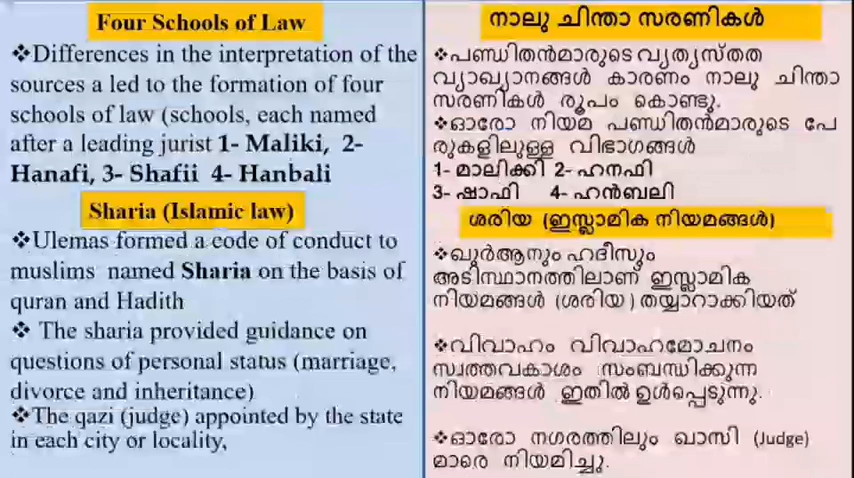 Four Schools of Law
❖Differences in the interpretation of the
sources a led to the formation of four
schools of law (schools, each named
after a leading jurist 1- Maliki, 2-
Hanafi, 3- Shafii 4- Hanbali
Sharia (Islamic law)
❖Ulemas formed a code of conduct to
muslims named Sharia on the basis of
quran and Hadith
❖ The sharia provided guidance on
questions of personal status (marriage,
divorce and inheritance)
❖The qazi (judge) appointed by the state
in each city or locality,
നാലു ചിന്താ സരണികൾ
❖പണ്ഡിതൻമാരുടെ വ്യത്യസ്തത
വ്യാഖ്യാനങ്ങൾ കാരണം നാലു ചിന്താ
സരണികൾ രൂപം കൊണ്ടു.
❖ഓരോ നിയമ പണ്ഡിതൻമാരുടെ പേ
രുകളിലുള്ള വിഭാഗങ്ങൾ
1- മാലിക്കി 2- ഹനഫി
3- ഷാഫി 4- ഹൻബലി
ശരിയ (ഇസ്ലാമിക നിയമങ്ങൾ)
❖ഖുർആനും ഹദീസും
അടിസ്ഥാനത്തിലാണ് ഇസ്ലാമിക
നിയമങ്ങൾ (ശരിയ) തയ്യാറാക്കിയത്
❖വിവാഹം വിവാഹമോചനം
സ്വത്തവകാശം സംബന്ധിക്കുന്ന
നിയമങ്ങൾ ഇതിൽ ഉൾപ്പെടുന്നു.
❖ഓരോ നഗരത്തിലും ഖാസി (Judge)
മാരെ നിയമിച്ചു.